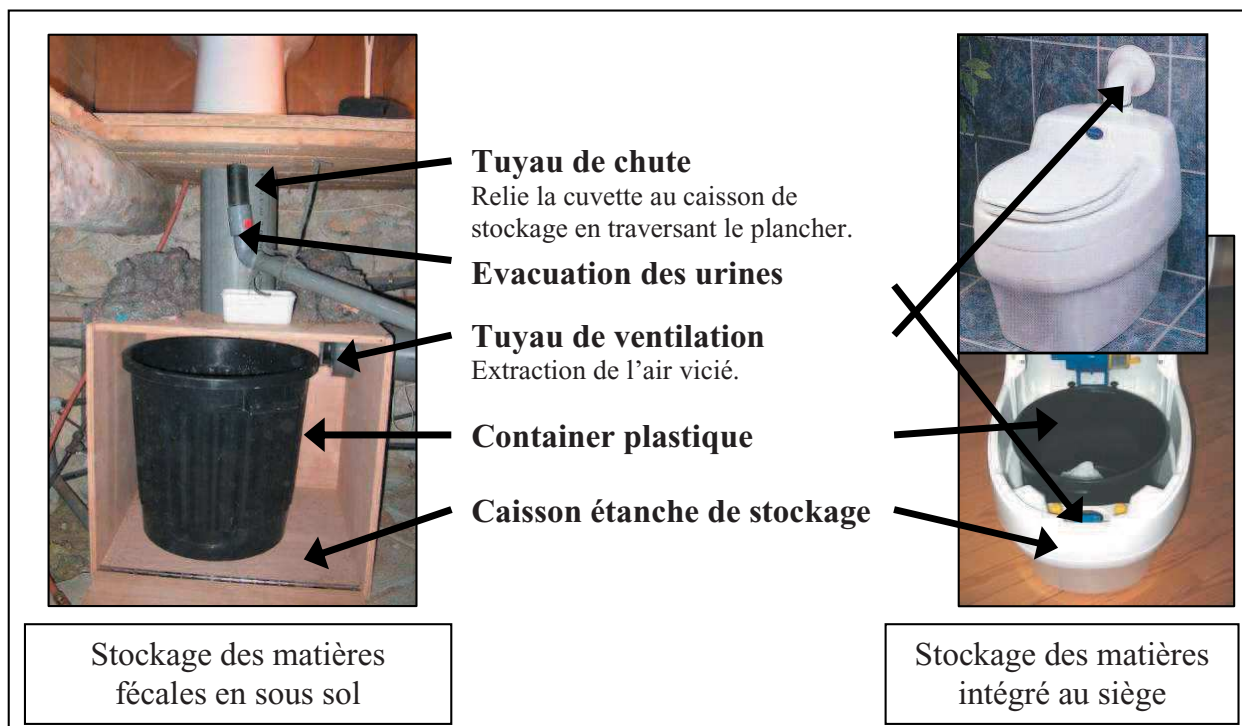 Tuyau de chute
Relie la cuvette au caisson de
stockage en traversant le plancher.
Evacuation des urines
Tuyau de ventilation
Extraction de l’air vicié.
Container plastique
Caisson étanche de stockage
Stockage des matières
fécales en sous sol
Stockage des matières
intégré au siège